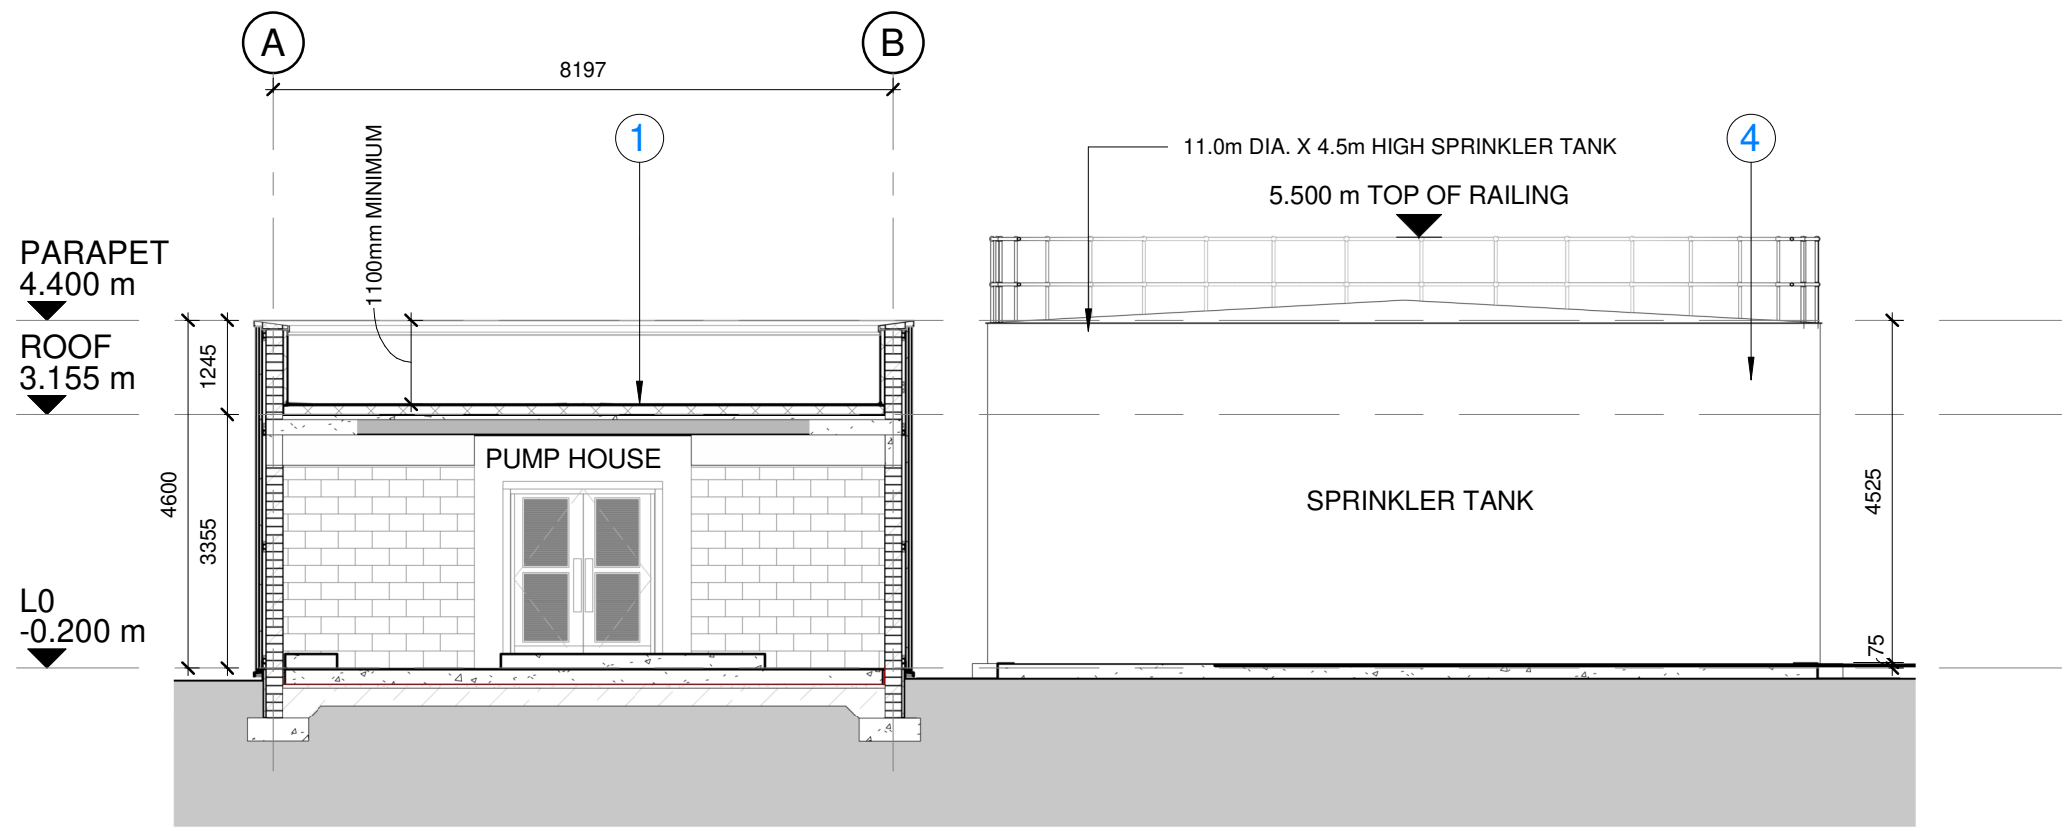 A
B
8197
1100mm MINIMUM
1
4
11.0m DIA. X 4.5m HIGH SPRINKLER TANK
5.500 m TOP OF RAILING
PARAPET
4.400 m
ROOF
3.155 m
1245
4600
3355
PUMP HOUSE
SPRINKLER TANK
4525
75
L0
-0.200 m